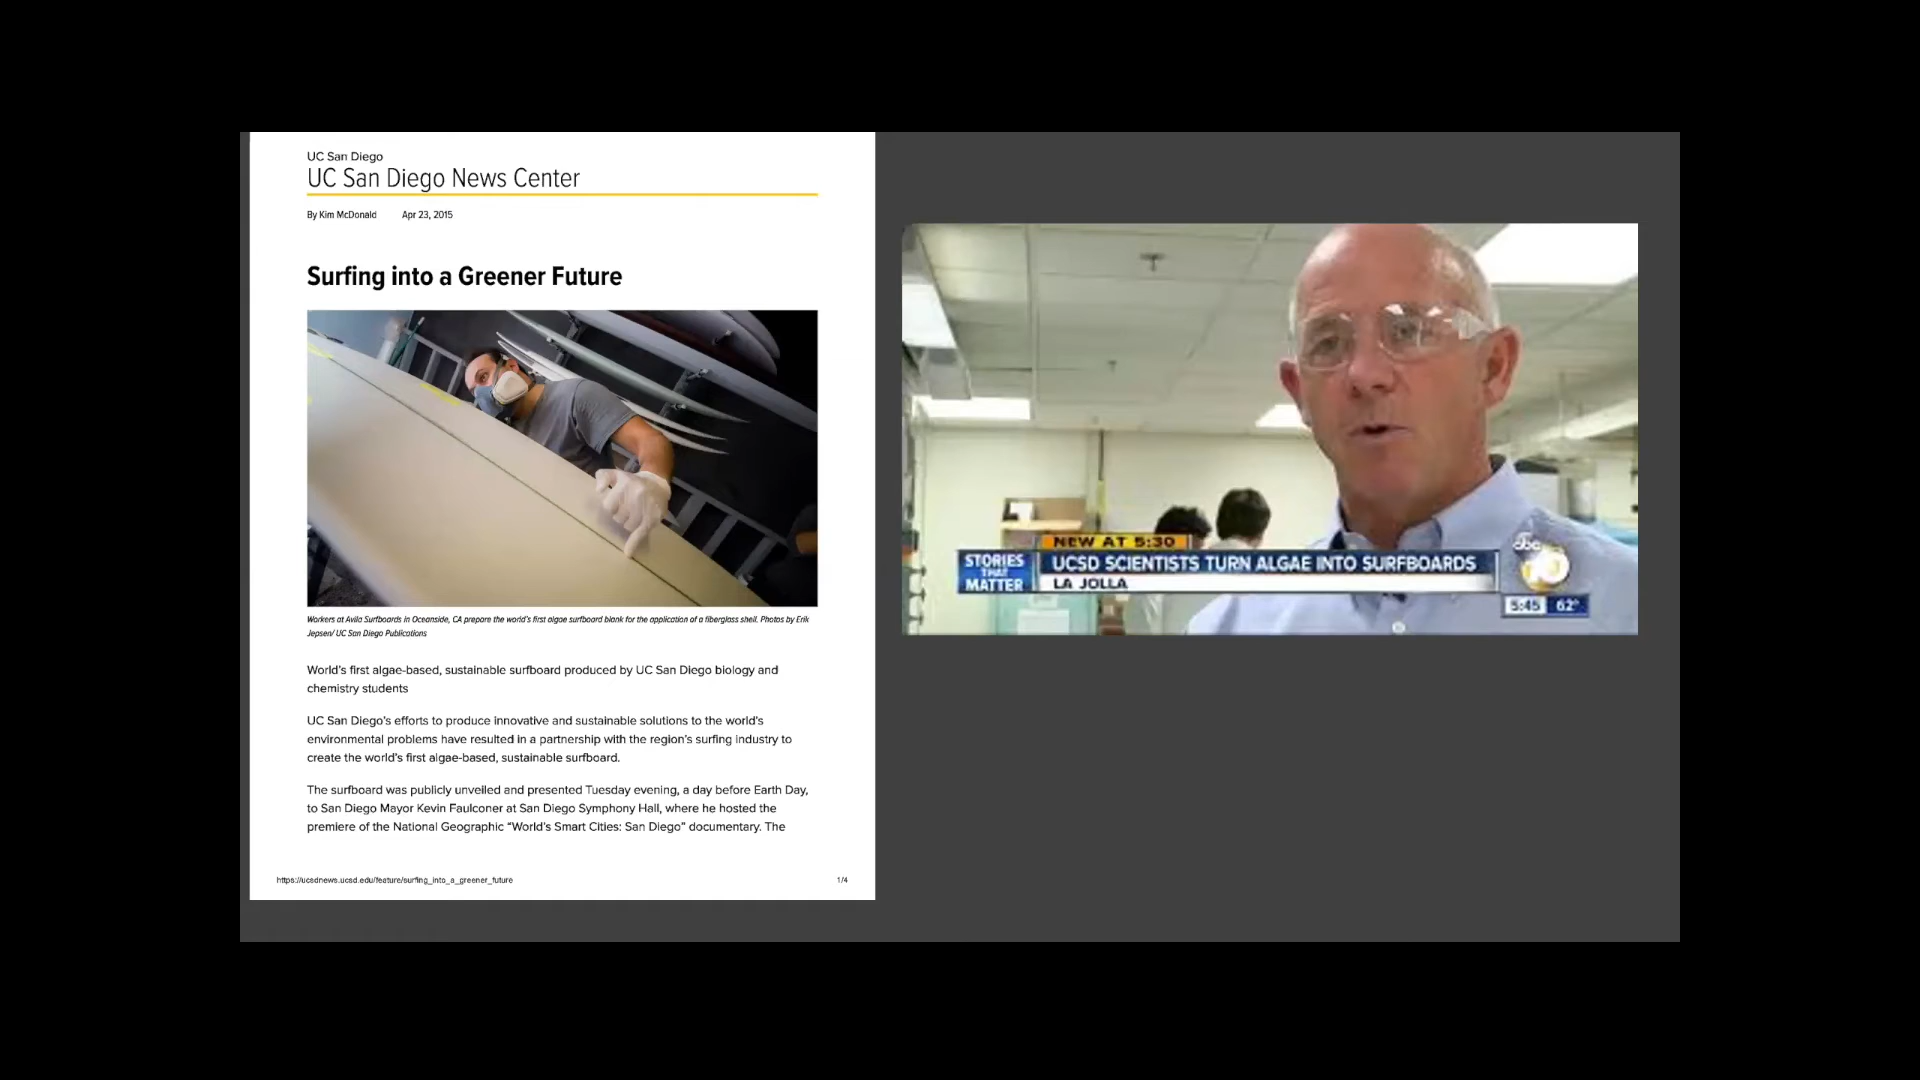 UC San Diego
UC San Diego News Center
By Kim McDonald Apr 23, 2015
Surfing into a Greener Future
Workers at Avila Surfboards in Oceanside, CA prepare the world's first algae surfboard blank for the application of a fiberglass shell. Photos by Erik
Jepsen/ UC San Diego Publications
World's first algae-based, sustainable surfboard produced by UC San Diego biology and
chemistry students
UC San Diego's efforts to produce innovative and sustainable solutions to the world's
environmental problems have resulted in a partnership with the region's surfing industry to
create the world's first algae-based, sustainable surfboard.
The surfboard was publicly unveiled and presented Tuesday evening, a day before Earth Day,
to San Diego Mayor Kevin Faulconer at San Diego Symphony Hall, where he hosted the
premiere of the National Geographic “World's Smart Cities: San Diego” documentary. The
https://ucsdnews.ucsd.edu/feature/surfing_into_a_greener_future 1/4
NEW AT 5:30
STORIES THAT MATTER
UCSD SCIENTISTS TURN ALGAE INTO SURFBOARDS
LA JOLLA
abc 10
5:45 62°